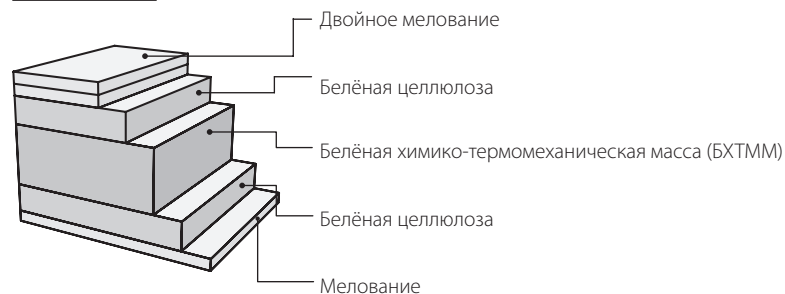 Двойное мелование
Белёная целлюлоза
Белёная химико-термомеханическая масса (БХТММ)
Белёная целлюлоза
Мелование